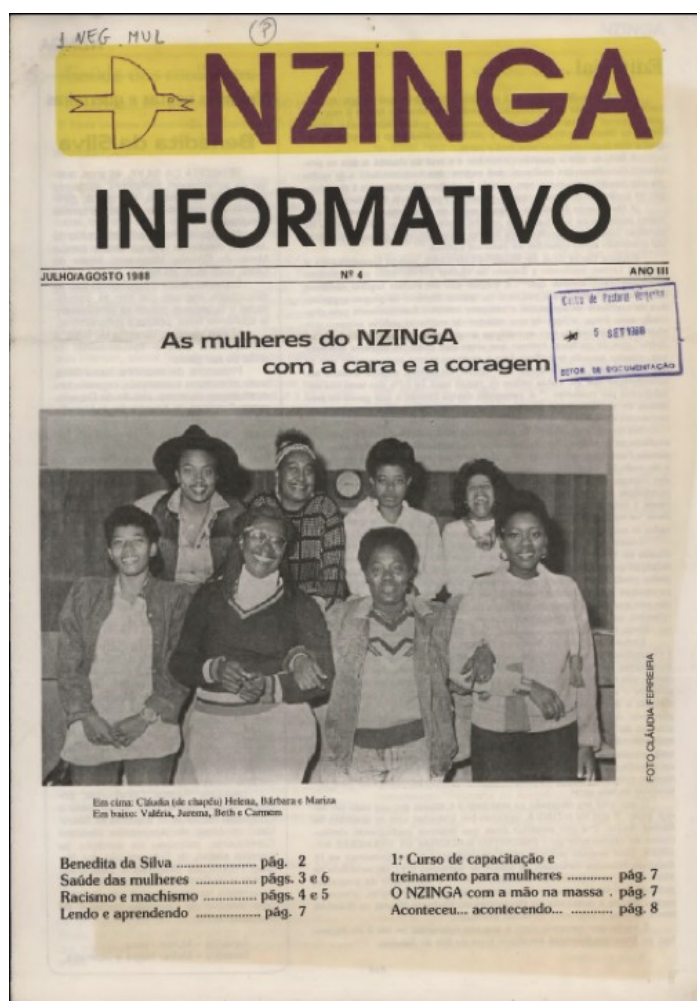 1 NEG. MUL
?
NZINGA
INFORMATIVO
JULHO/AGOSTO 1988 Nº 4 ANO III
As mulheres do NZINGA
com a cara e a coragem
de Pastoral Vergueiro
5 SET 1988
SETOR DE DOCUMENTAÇÃO
FOTO CLÁUDIA FERREIRA
Em cima: Cláudia (de chapéu) Helena, Bárbara e Mariza
Em baixo: Valéria, Jurema, Beth e Carmem
Benedita da Silva ...................... pág. 2
Saúde das mulheres ................ págs. 3 e 6
Racismo e machismo .............. págs. 4 e 5
Lendo e aprendendo ................. pág. 7
1º Curso de capacitação e
treinamento para mulheres ............ pág. 7
O NZINGA com a mão na massa . pág. 7
Aconteceu... acontecendo... ........... pág. 8